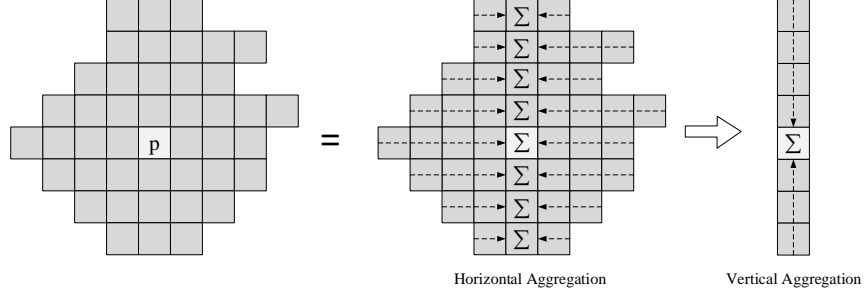 Σ
Σ
Σ
Σ
p = Σ Σ
Σ
Σ
Σ
Horizontal Aggregation Vertical Aggregation